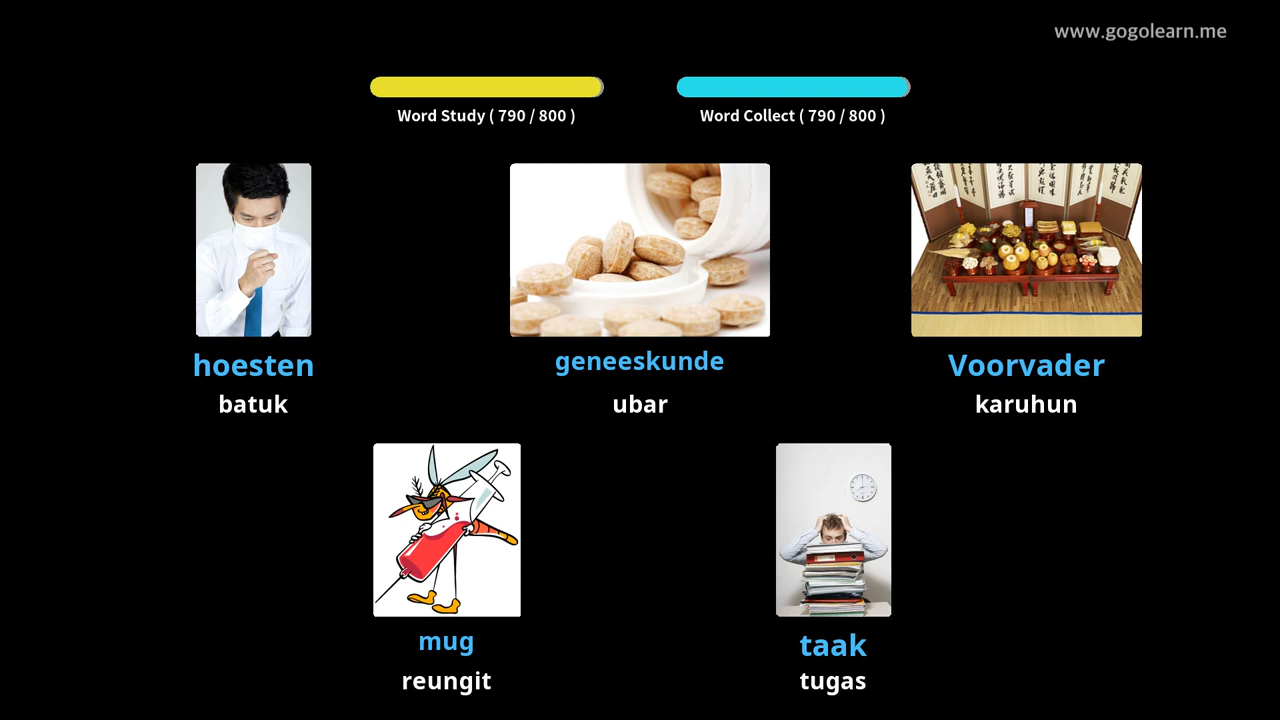 www.gogolearn.me
Word Study ( 790 / 800 )
Word Collect ( 790 / 800 )
hoesten
batuk
geneeskunde
ubar
Voorvader
karuhun
mug
reungit
taak
tugas